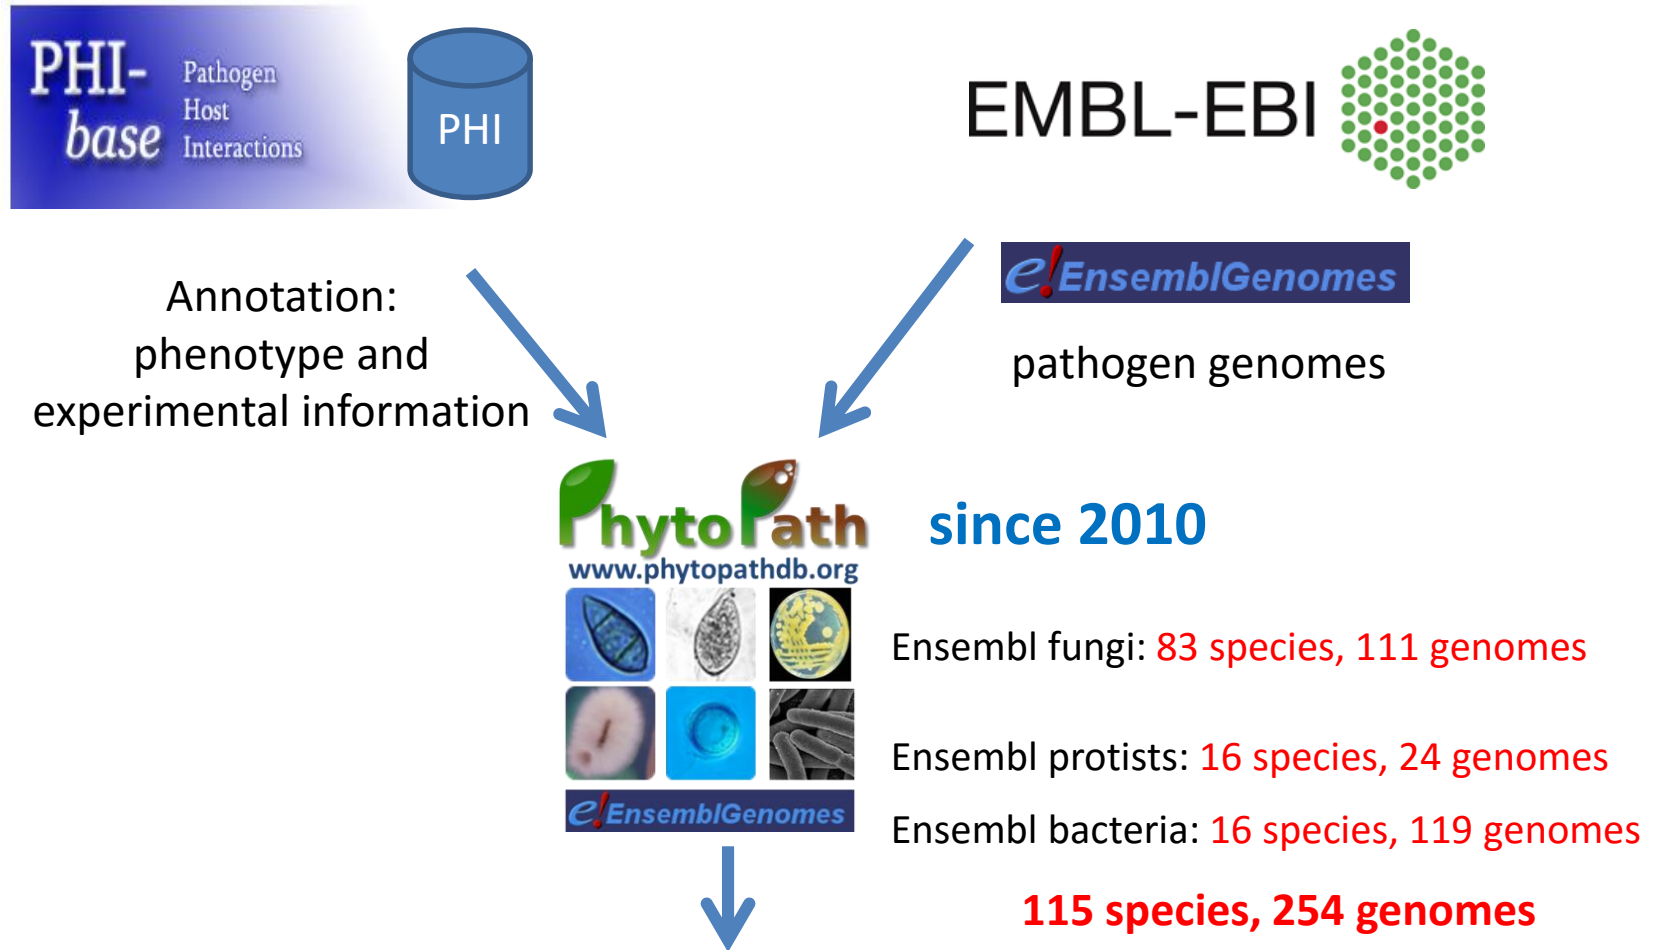 PHI-base
Pathogen
Host
Interactions
PHI
EMBL-EBI
Annotation:
phenotype and
experimental information
e!EnsemblGenomes
pathogen genomes
PhytoPath
www.phytopathdb.org
since 2010
e!EnsemblGenomes
Ensembl fungi: 83 species, 111 genomes
Ensembl protists: 16 species, 24 genomes
Ensembl bacteria: 16 species, 119 genomes
115 species, 254 genomes